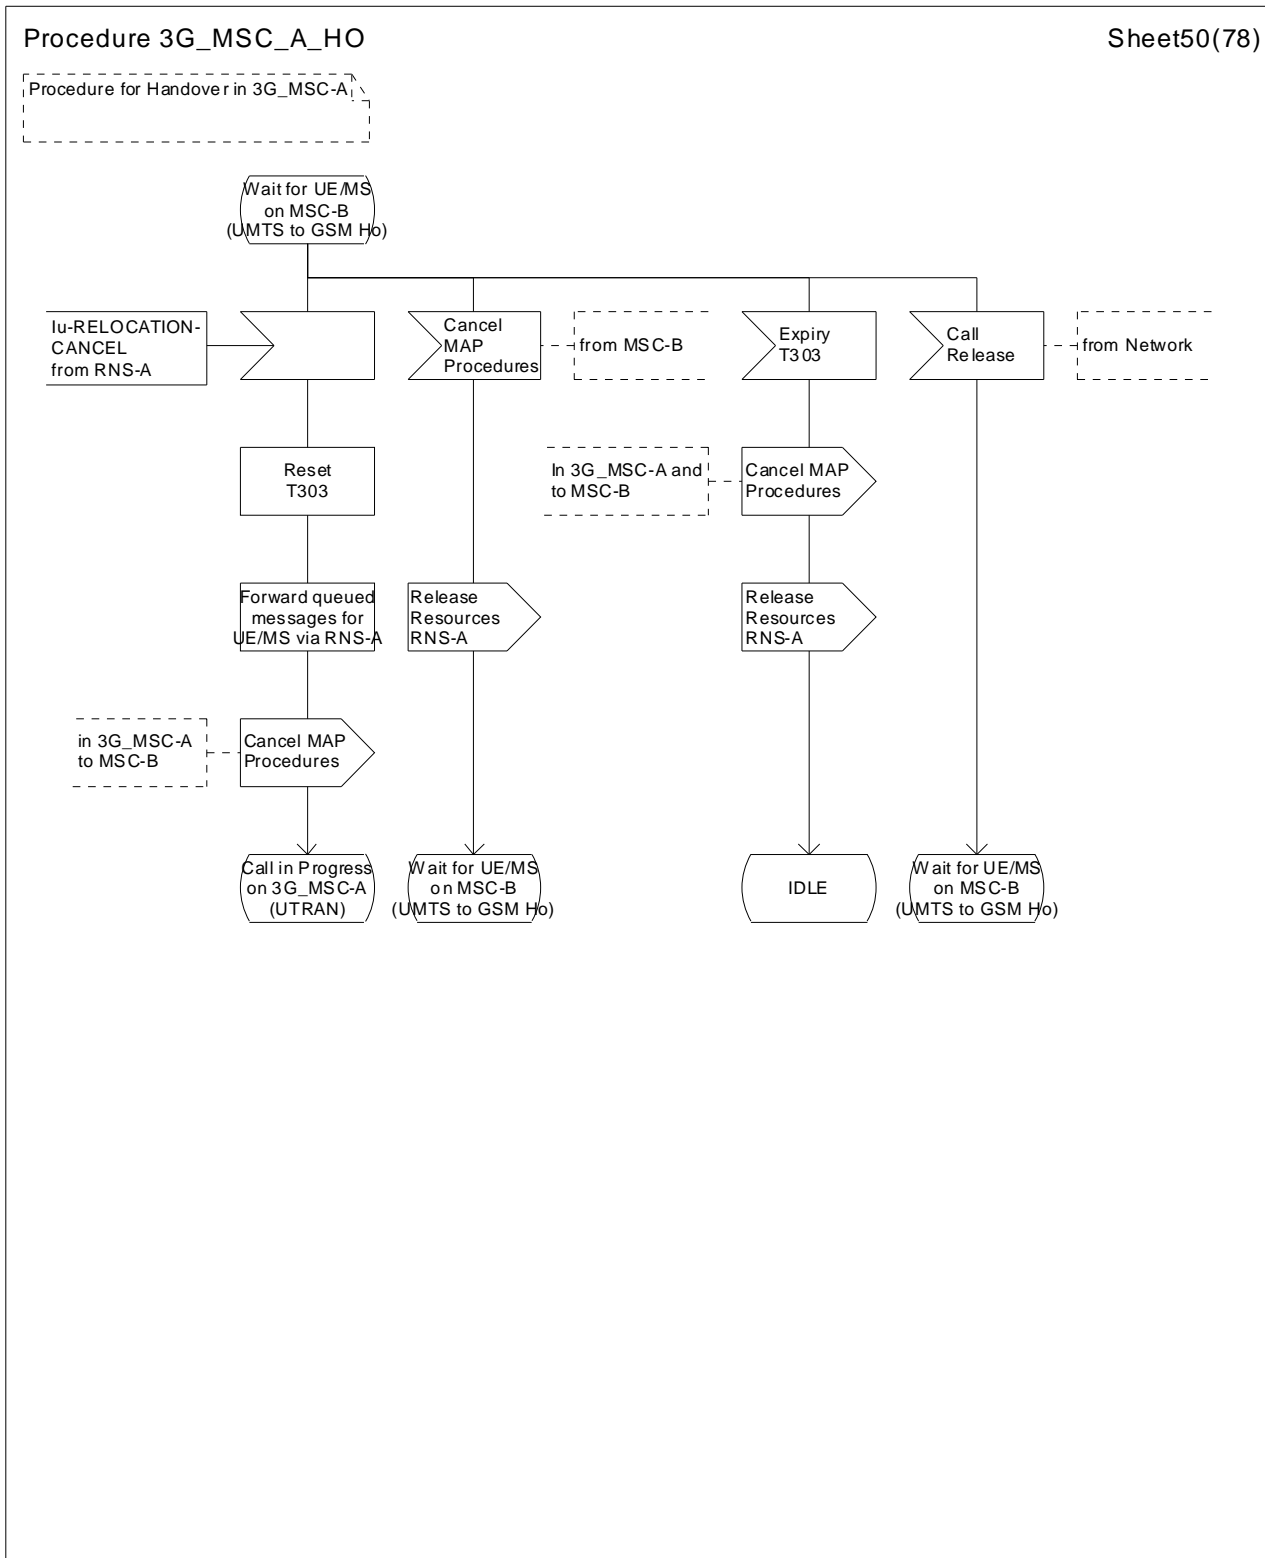 Procedure 3G_MSC_A_HO
Sheet50(78)
Procedure for Handover in 3G_MSC-A
Wait for UE/MS
on MSC-B
(UMTS to GSM Ho)
Iu-RELOCATION-
CANCEL
from RNS-A
Cancel
MAP
Procedures
from MSC-B
Expiry
T303
Call
Release
from Network
Reset
T303
In 3G_MSC-A and
to MSC-B
Cancel MAP
Procedures
Forward queued
messages for
UE/MS via RNS-A
Release
Resources
RNS-A
Release
Resources
RNS-A
in 3G_MSC-A
to MSC-B
Cancel MAP
Procedures
Call in Progress
on 3G_MSC-A
(UTRAN)
Wait for UE/MS
on MSC-B
(UMTS to GSM Ho)
IDLE
Wait for UE/MS
on MSC-B
(UMTS to GSM Ho)